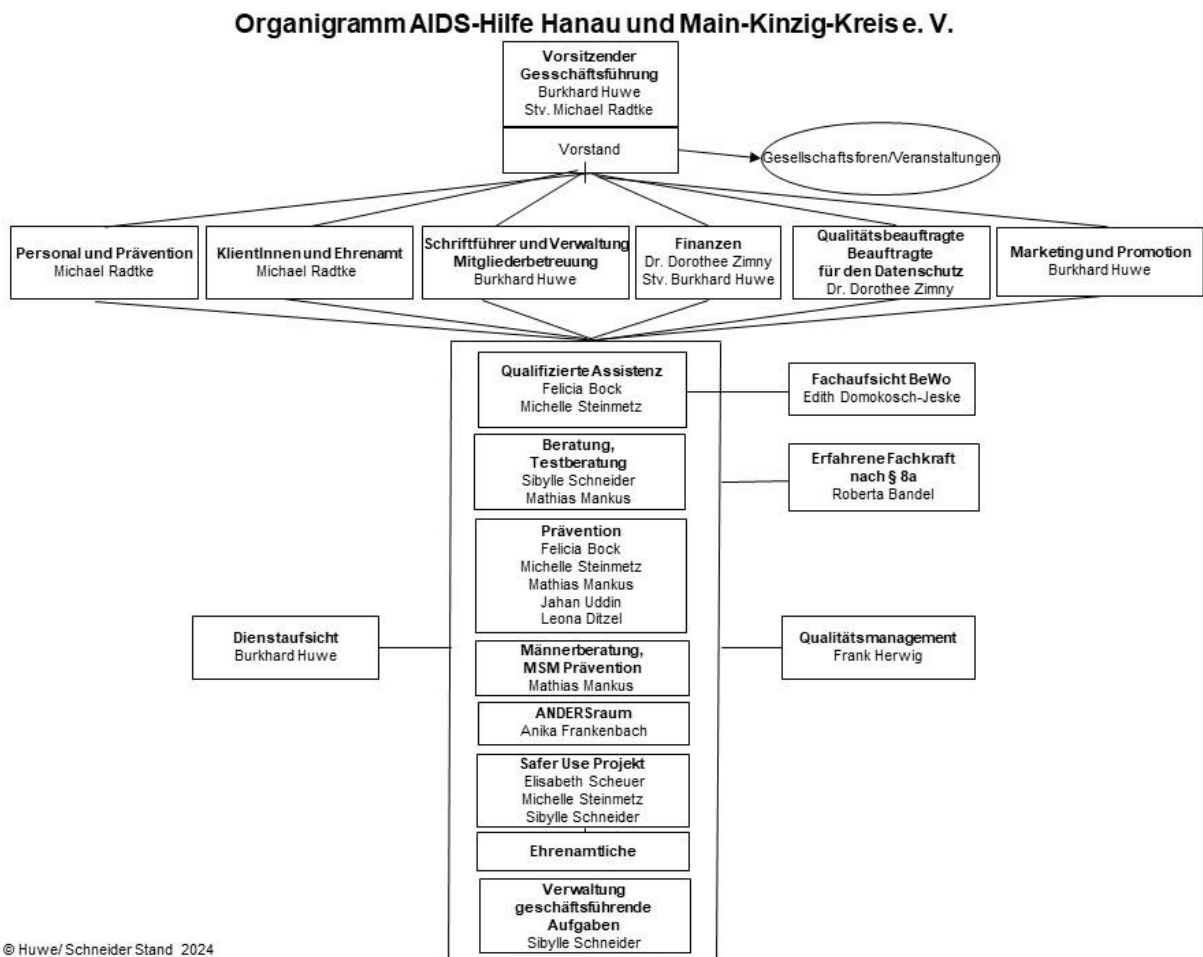 Organigramm AIDS-Hilfe Hanau und Main-Kinzig-Kreis e. V.
Vorsitzender
Gesschäftsführung
Burkhard Huwe
Stv. Michael Radtke
Vorstand
Gesellschaftsforen/Veranstaltungen
Personal und Prävention
Michael Radtke
KlientInnen und Ehrenamt
Michael Radtke
Schriftführer und Verwaltung
Mitgliederbetreuung
Burkhard Huwe
Finanzen
Dr. Dorothee Zimny
Stv. Burkhard Huwe
Qualitätsbeauftragte
Beauftragte
für den Datenschutz
Dr. Dorothee Zimny
Marketing und Promotion
Burkhard Huwe
Qualifizierte Assistenz
Felicia Bock
Michelle Steinmetz
Fachaufsicht BeWo
Edith Domokosch-Jeske
Beratung,
Testberatung
Sibylle Schneider
Mathias Mankus
Erfahrene Fachkraft
nach § 8a
Roberta Bandel
Prävention
Felicia Bock
Michelle Steinmetz
Mathias Mankus
Jahan Uddin
Leona Ditzel
Dienstaufsicht
Burkhard Huwe
Qualitätsmanagement
Frank Herwig
Männerberatung,
MSM Prävention
Mathias Mankus
ANDERSraum
Anika Frankenbach
Safer Use Projekt
Elisabeth Scheuer
Michelle Steinmetz
Sibylle Schneider
Ehrenamtliche
Verwaltung
geschäftsführende
Aufgaben
Sibylle Schneider
© Huwe/ Schneider Stand 2024